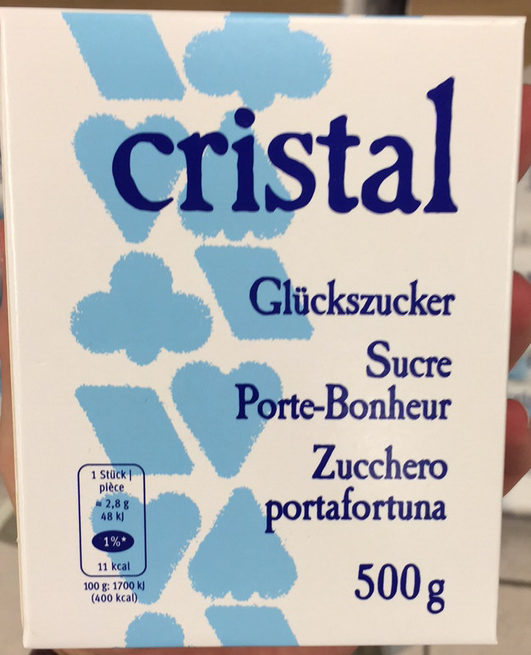 cristal
Glückszucker
Sucre
Porte-Bonheur
Zucchero
portafortuna
500g
1 Stück |
pièce
= 2,8 g
48 kJ
1%*
11 kcal
100 g: 1700 kJ
(400 kcal)